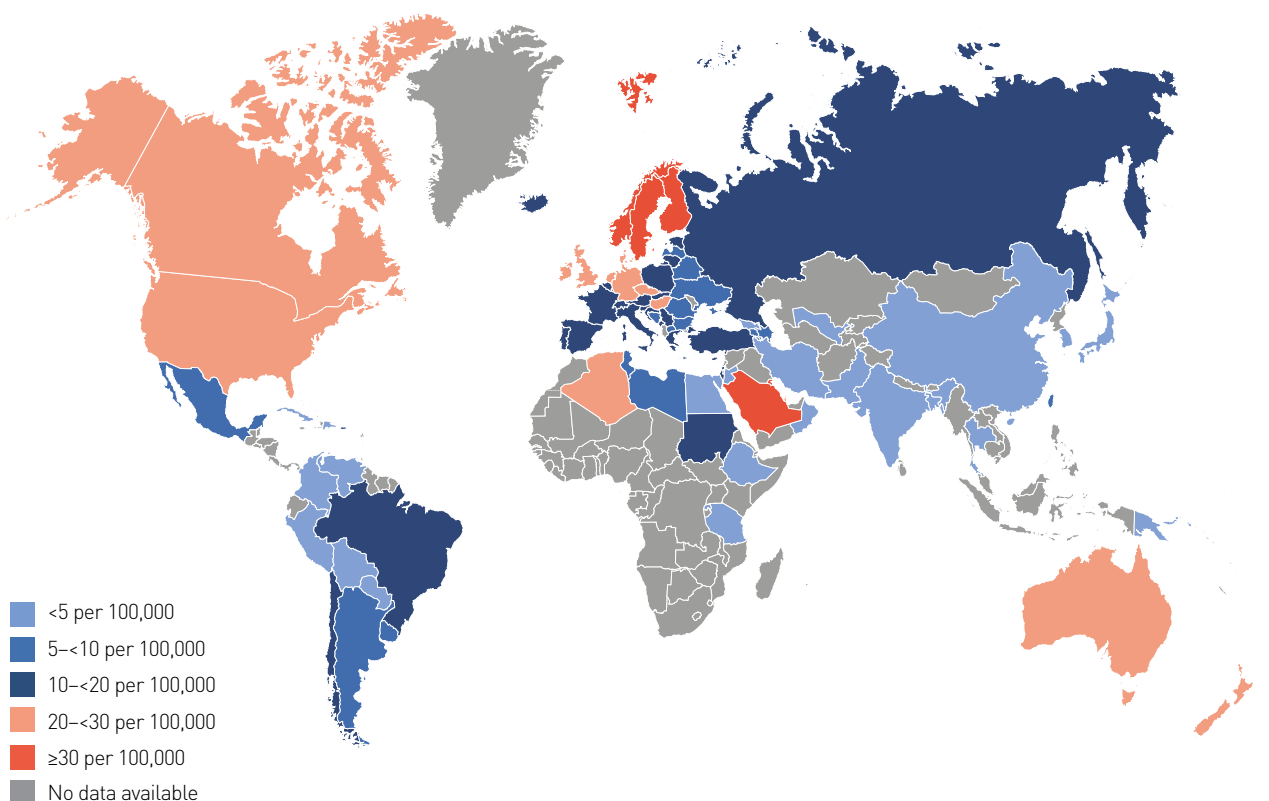 <5 per 100,000
5–<10 per 100,000
10–<20 per 100,000
20–<30 per 100,000
≥30 per 100,000
No data available